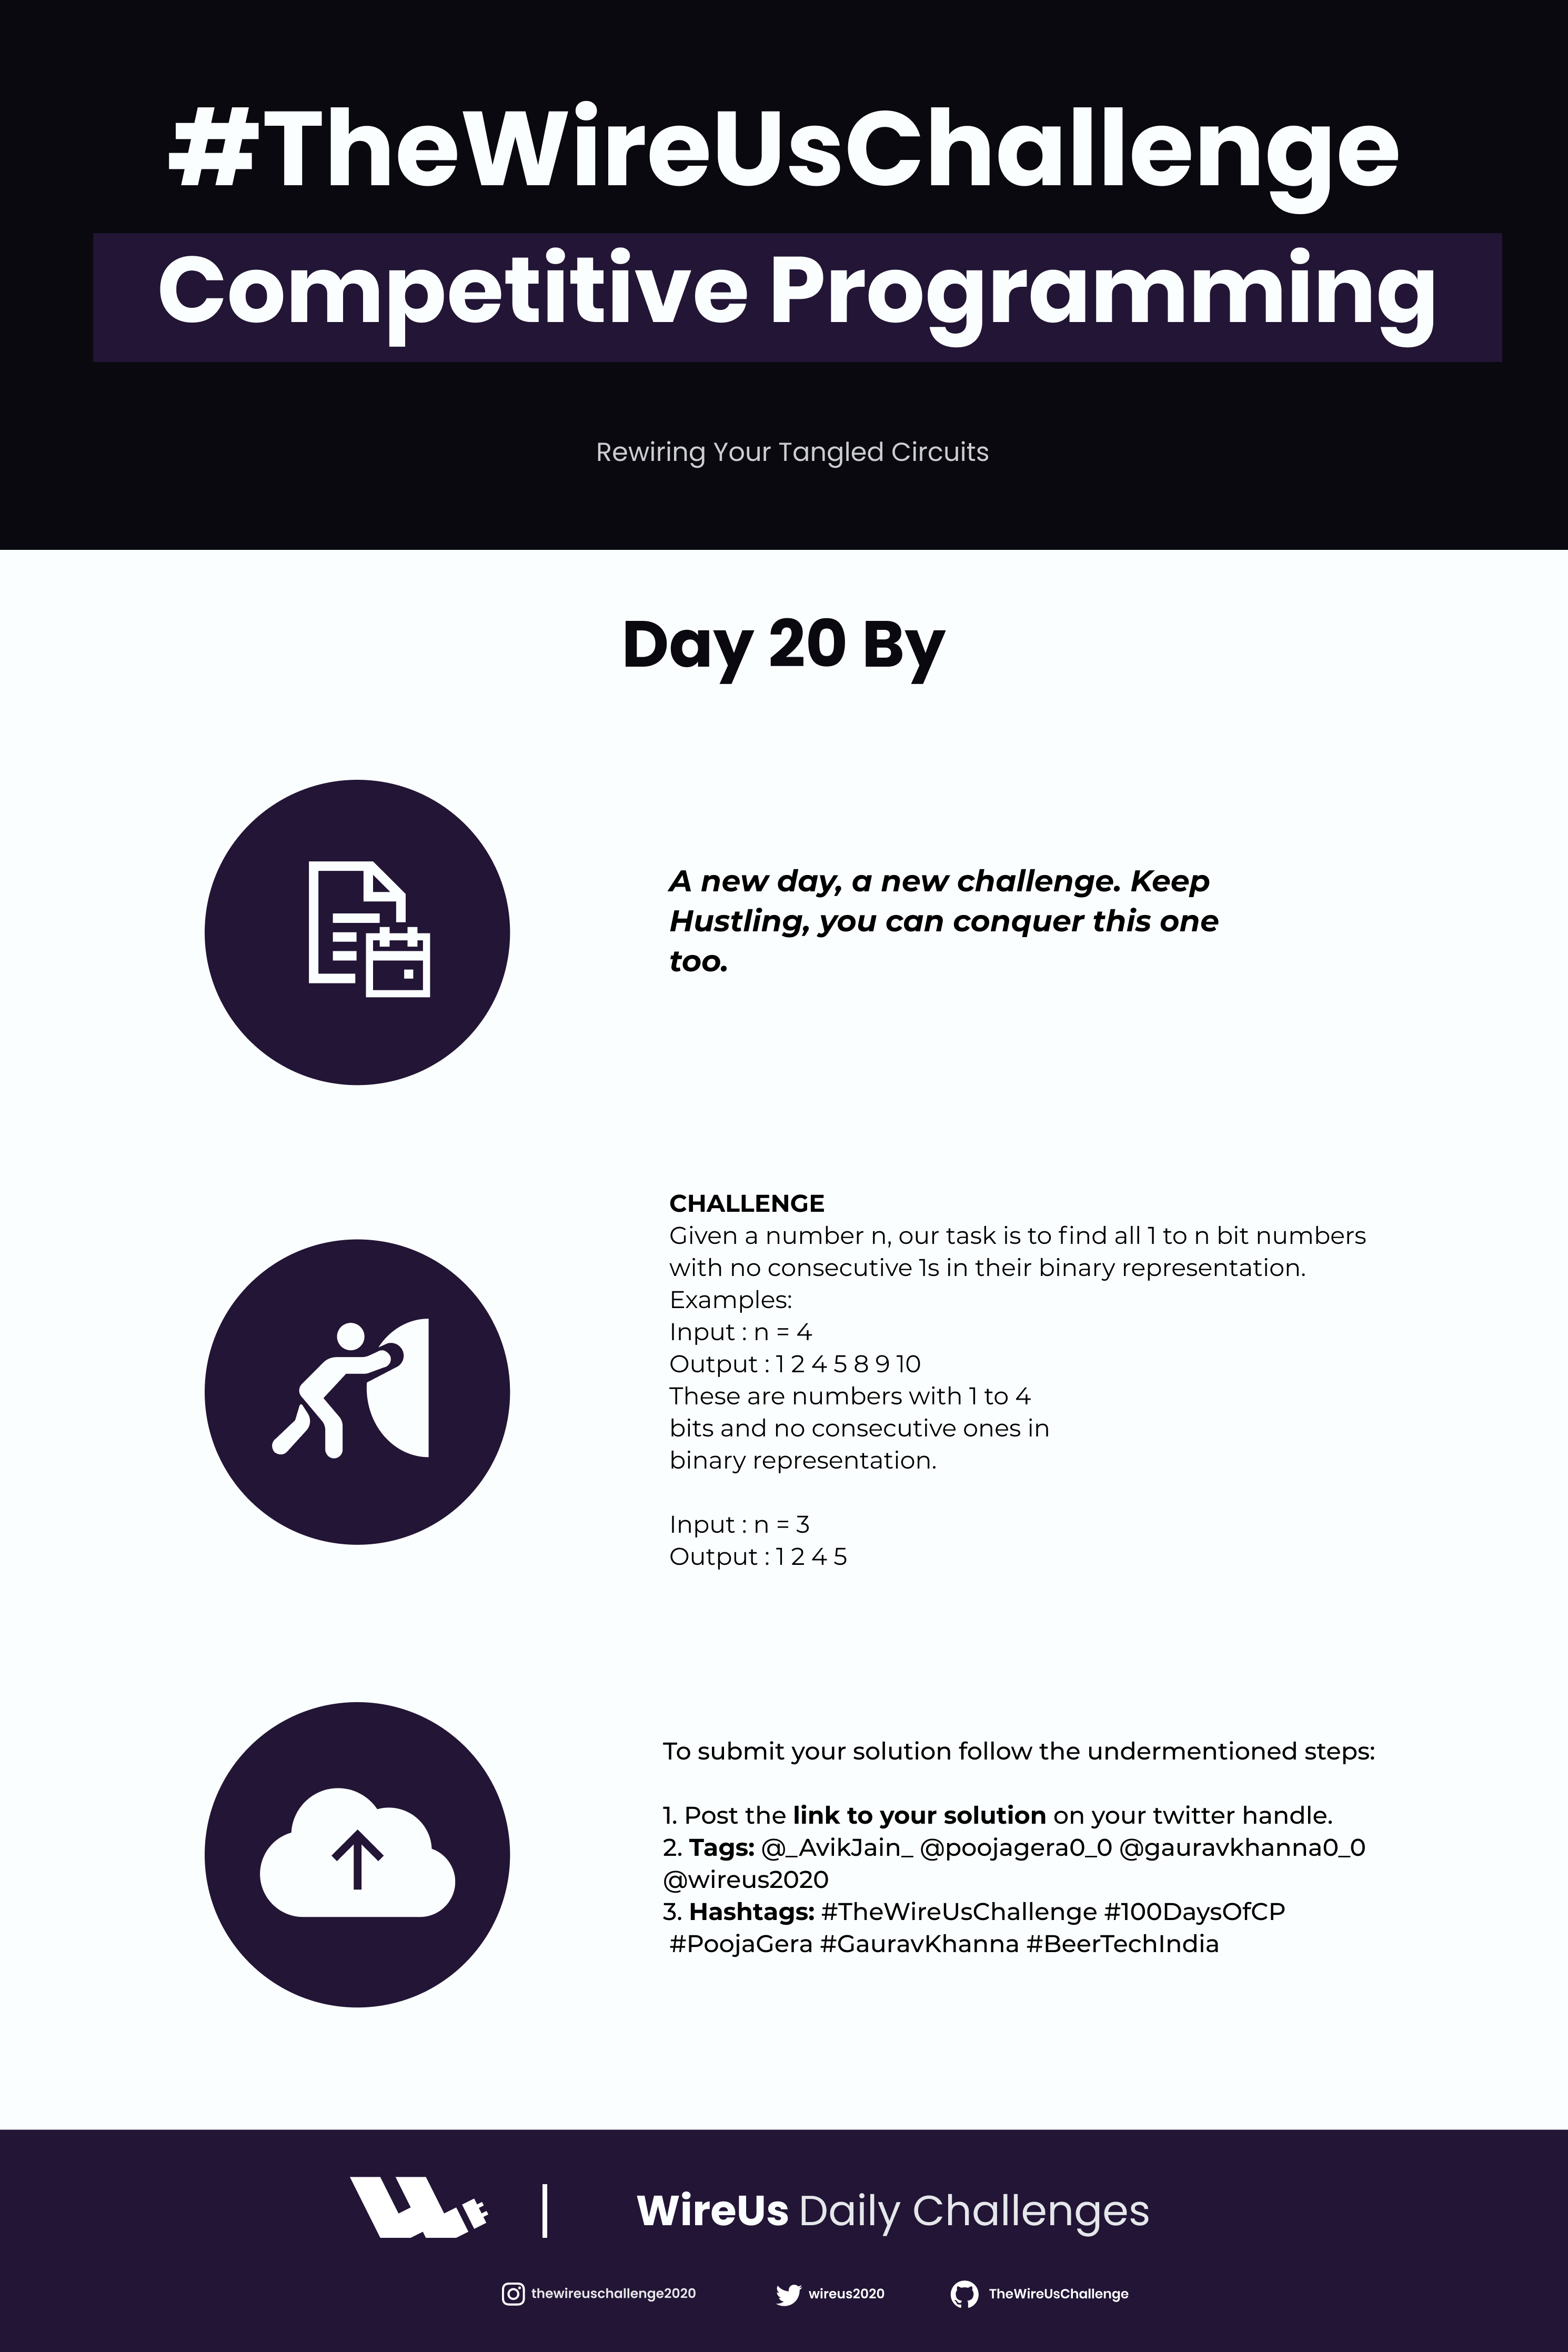 #TheWireUsChallenge
Competitive Programming
Rewiring Your Tangled Circuits
Day 20 By
A new day, a new challenge. Keep
Hustling, you can conquer this one
too.
CHALLENGE
Given a number n, our task is to find all 1 to n bit numbers
with no consecutive 1s in their binary representation.
Examples:
Input : n = 4
Output : 1 2 4 5 8 9 10
These are numbers with 1 to 4
bits and no consecutive ones in
binary representation.
Input : n = 3
Output : 1 2 4 5
To submit your solution follow the undermentioned steps:
1. Post the link to your solution on your twitter handle.
2. Tags: @_AvikJain_ @poojagera0_0 @gauravkhanna0_0
@wireus2020
3. Hashtags: #TheWireUsChallenge #100DaysOfCP
#PoojaGera #GauravKhanna #BeerTechIndia
WireUs Daily Challenges
thewireuschallenge2020 wireus2020 TheWireUsChallenge